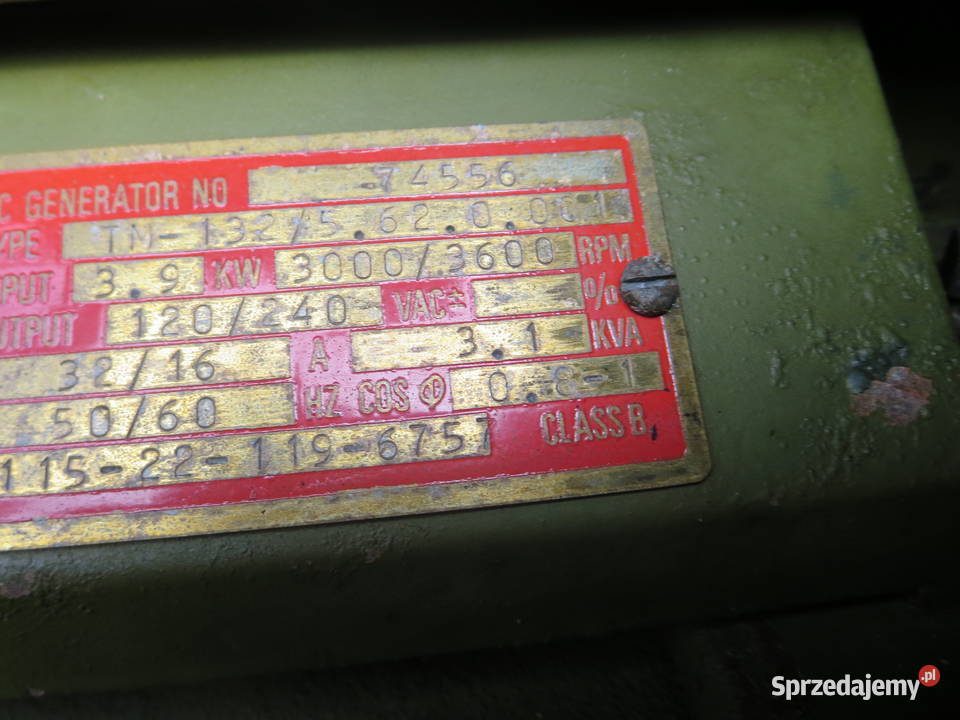 C GENERATOR NO 74556
YPE TN-132/5.62.0.001
PUT 3.9 KW 3000/3600 RPM
UTPUT 120/240 VAC± %
32/16 A 3.1 KVA
50/60 HZ COS Φ 0.8-1
115-22-119-6757 CLASS B
Sprzedajemy.pl